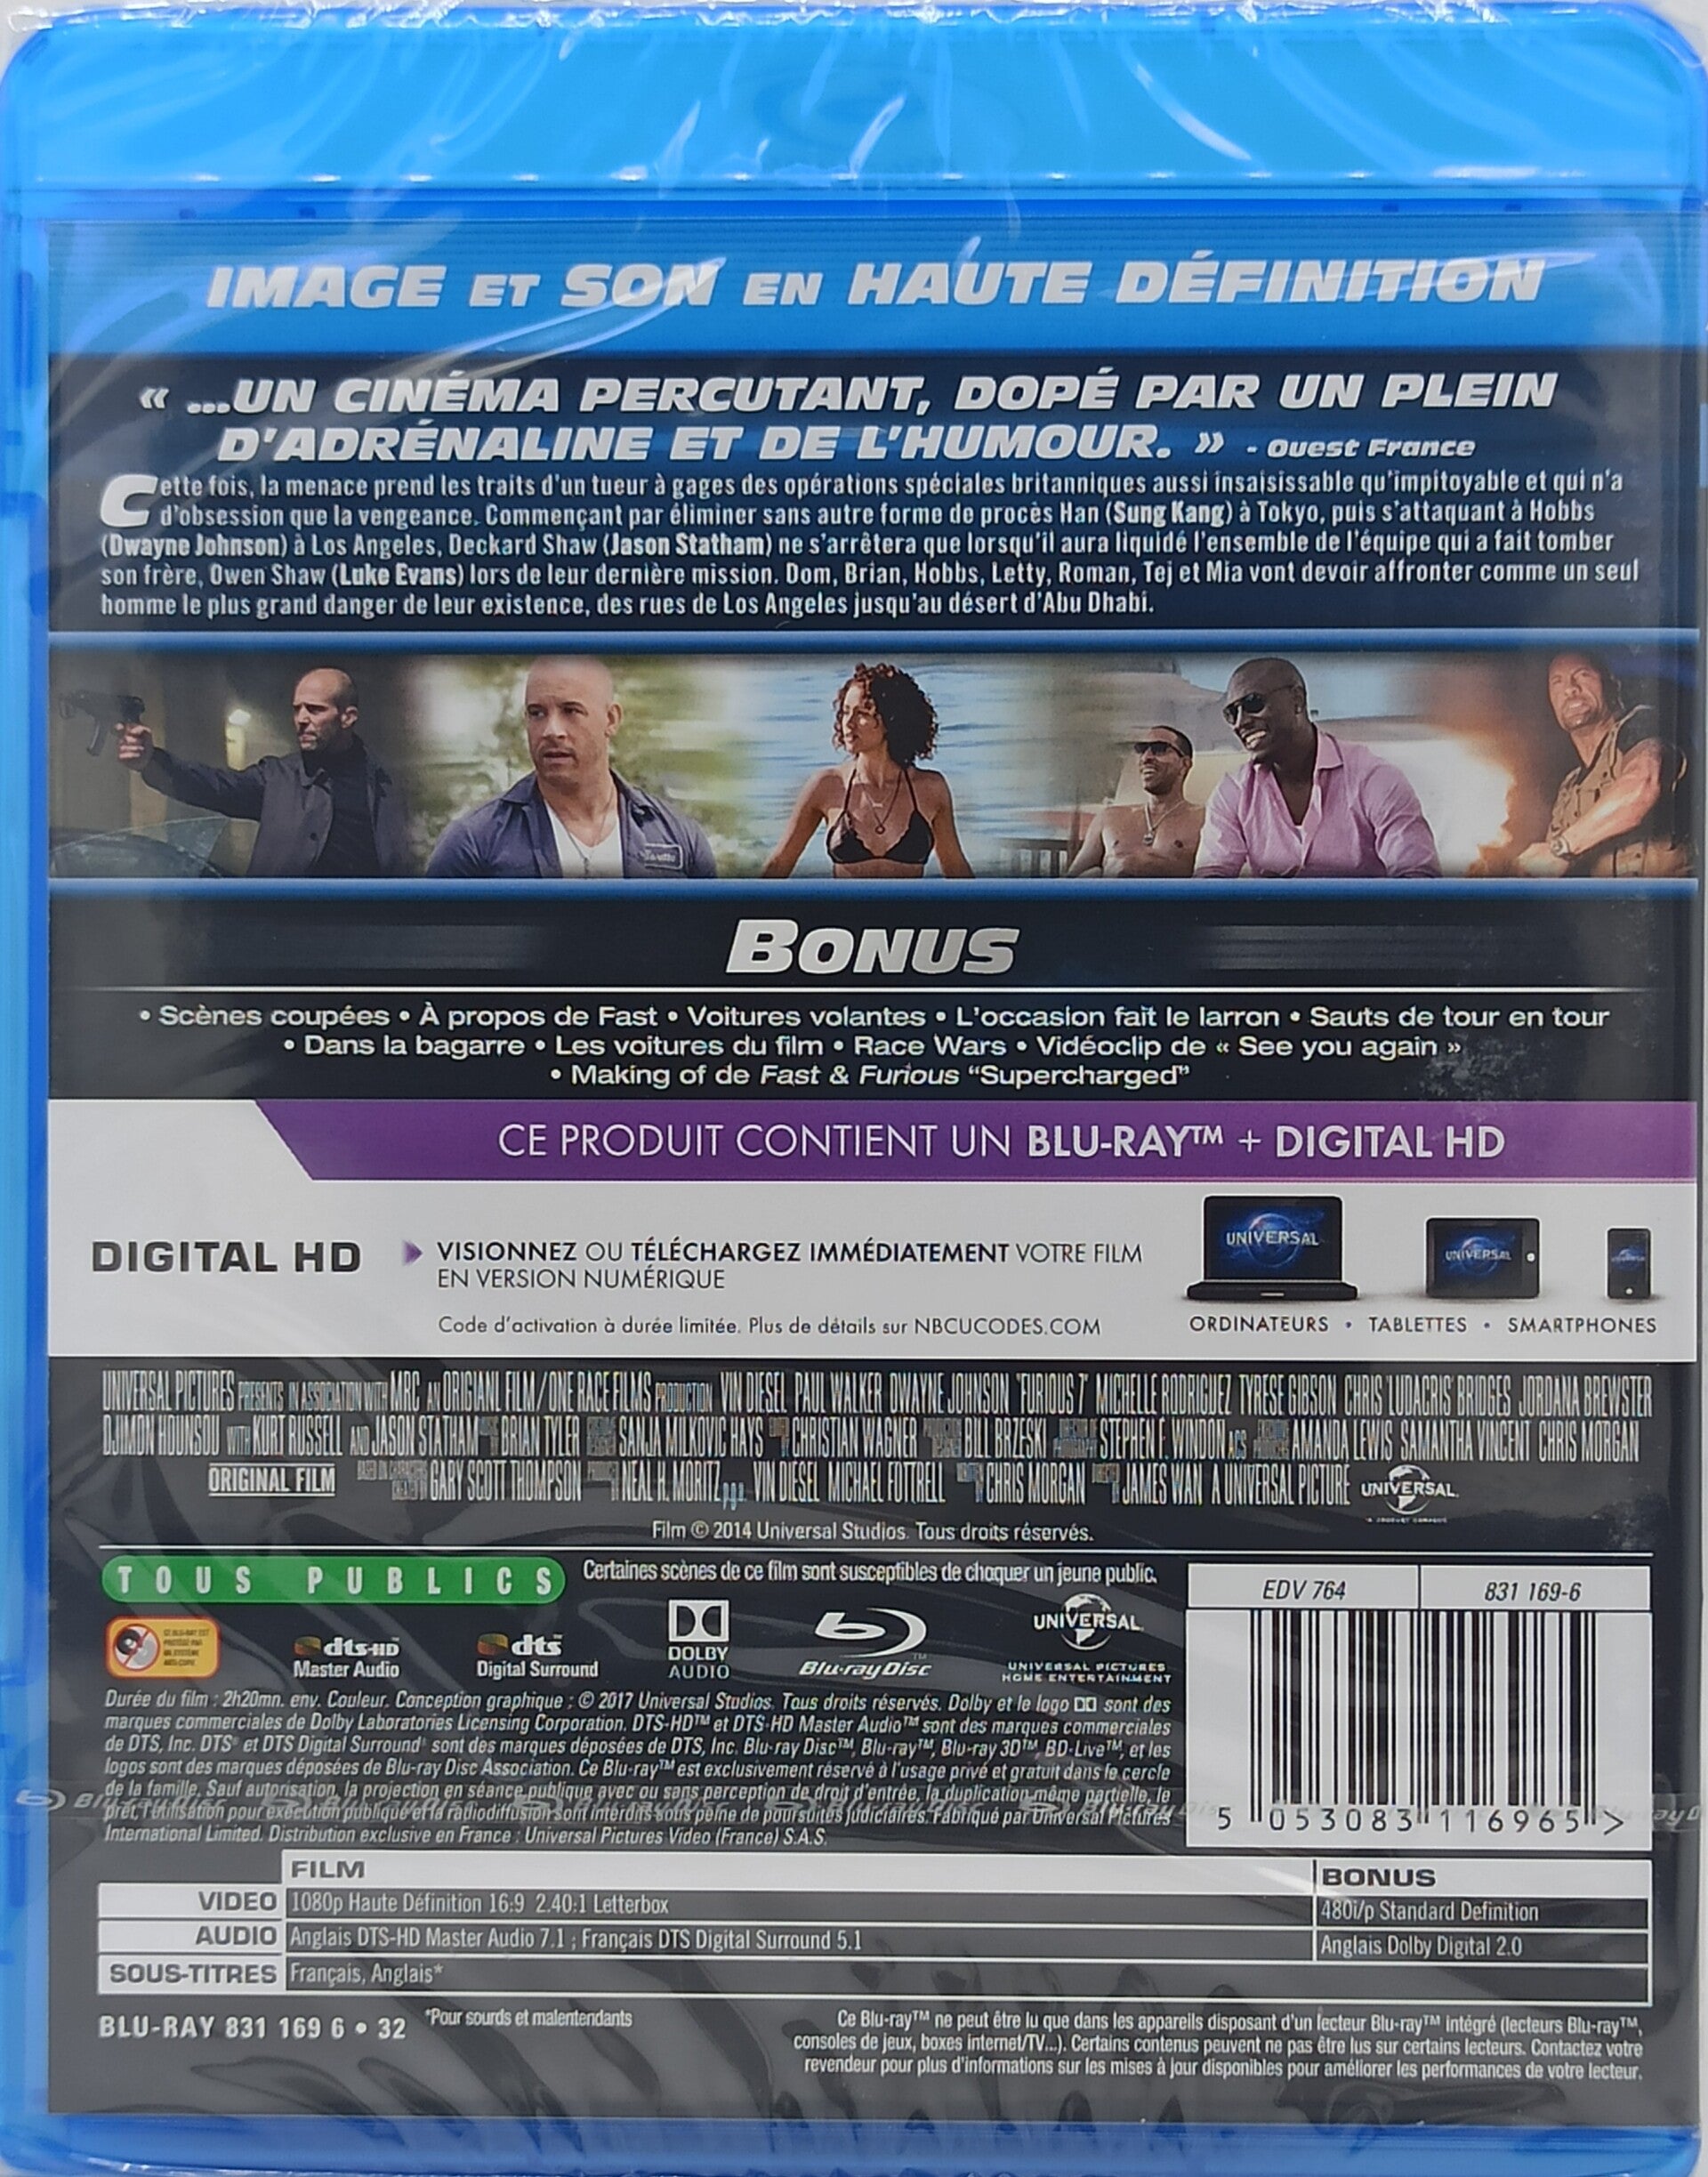 IMAGE ET SON EN HAUTE DÉFINITION
« ...UN CINÉMA PERCUTANT, DOPÉ PAR UN PLEIN
D'ADRÉNALINE ET DE L'HUMOUR. » - Ouest France
Cette fois, la menace prend les traits d'un tueur à gages des opérations spéciales britanniques aussi insaisissable qu'impitoyable et qui n'a
d'obsession que la vengeance. Commençant par éliminer sans autre forme de procès Han (Sung Kang) à Tokyo, puis s'attaquant à Hobbs
(Dwayne Johnson) à Los Angeles, Deckard Shaw (Jason Statham) ne s'arrêtera que lorsqu'il aura liquidé l'ensemble de l'équipe qui a fait tomber
son frère, Owen Shaw (Luke Evans) lors de leur dernière mission. Dom, Brian, Hobbs, Letty, Roman, Tej et Mia vont devoir affronter comme un seul
homme le plus grand danger de leur existence, des rues de Los Angeles jusqu'au désert d'Abu Dhabi.
BONUS
• Scènes coupées • À propos de Fast • Voitures volantes • L'occasion fait le larron • Sauts de tour en tour
• Dans la bagarre • Les voitures du film • Race Wars • Vidéoclip de « See you again »
• Making of de Fast & Furious "Supercharged"
CE PRODUIT CONTIENT UN BLU-RAY™ + DIGITAL HD
DIGITAL HD
VISIONNEZ OU TÉLÉCHARGEZ IMMÉDIATEMENT VOTRE FILM
EN VERSION NUMÉRIQUE
Code d'activation à durée limitée. Plus de détails sur NBCUCODES.COM
UNIVERSAL
UNIVERSAL
ORDINATEURS • TABLETTES • SMARTPHONES
UNIVERSAL PICTURES PRESENTS IN ASSOCIATION WITH MRC AN ORIGIANL FILM/ONE RACE FILMS PRODUCTION VIN DIESEL PAUL WALKER DWAYNE JOHNSON 'FURIOUS 7' MICHELLE RODRIGUEZ TYRESE GIBSON CHRIS 'LUDACRIS' BRIDGES JORDANA BREWSTER
DJIMON HOUNSOU WITH KURT RUSSELL AND JASON STATHAM BRIAN TYLER SANJA MILKOVIC HAYS CHRISTIAN WAGNER BILL BRZESKI STEPHEN F. WINDON ACS AMANDA LEWIS SAMANTHA VINCENT CHRIS MORGAN
ORIGINAL FILM GARY SCOTT THOMPSON NEAL H. MORITZ, p.g.a. VIN DIESEL MICHAEL FOTTRELL CHRIS MORGAN JAMES WAN A UNIVERSAL PICTURE UNIVERSAL
Film © 2014 Universal Studios. Tous droits réservés.
TOUS PUBLICS
Certaines scènes de ce film sont susceptibles de choquer un jeune public.
EDV 764
831 169-6
CE BLU-RAY EST
PROTÉGÉ PAR
UN SYSTÈME
ANTI-COPIE
dts-HD
Master Audio
dts
Digital Surround
DOLBY
AUDIO
Blu-ray Disc
UNIVERSAL
UNIVERSAL PICTURES
HOME ENTERTAINMENT
Durée du film : 2h20mn. env. Couleur. Conception graphique : © 2017 Universal Studios. Tous droits réservés. Dolby et le logo sont des
marques commerciales de Dolby Laboratories Licensing Corporation. DTS-HD™ et DTS-HD Master Audio™ sont des marques commerciales
de DTS, Inc. DTS® et DTS Digital Surround® sont des marques déposées de DTS, Inc. Blu-ray Disc™, Blu-ray™, Blu-ray 3D™, BD-Live™, et les
logos sont des marques déposées de Blu-ray Disc Association. Ce Blu-ray™ est exclusivement réservé à l'usage privé et gratuit dans le cercle
de la famille. Sauf autorisation, la projection en séance publique avec ou sans perception de droit d'entrée, la duplication même partielle, le
prêt, l'utilisation pour exécution publique et la radiodiffusion sont interdits sous peine de poursuites judiciaires. Fabriqué par Universal Pictures
International Limited. Distribution exclusive en France : Universal Pictures Video (France) S.A.S.
5 053083 116965 >
FILM
BONUS
VIDEO 1080p Haute Définition 16:9 2.40:1 Letterbox
480i/p Standard Definition
AUDIO Anglais DTS-HD Master Audio 7.1 ; Français DTS Digital Surround 5.1
Anglais Dolby Digital 2.0
SOUS-TITRES Français, Anglais*
BLU-RAY 831 169 6 • 32
*Pour sourds et malentendants
Ce Blu-ray™ ne peut être lu que dans les appareils disposant d'un lecteur Blu-ray™ intégré (lecteurs Blu-ray™,
consoles de jeux, boxes internet/TV...). Certains contenus peuvent ne pas être lus sur certains lecteurs. Contactez votre
revendeur pour plus d'informations sur les mises à jour disponibles pour améliorer les performances de votre lecteur.